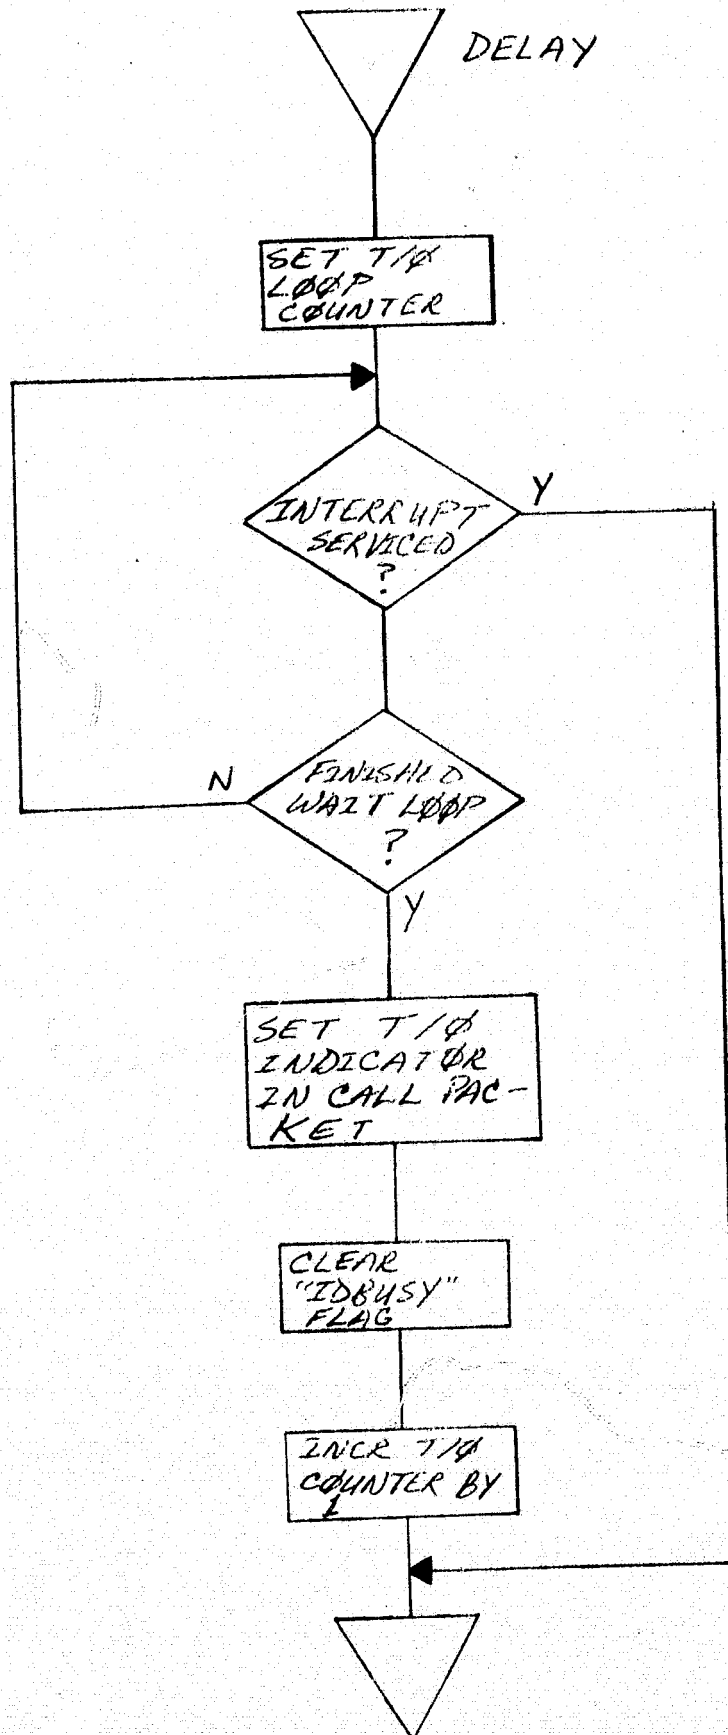 DELAY
SET T/Ø
LØØP
CØUNTER
INTERRUPT
SERVICED
?
Y
FINISHED
WAIT LØØP
?
N
Y
SET T/Ø
INDICATØR
IN CALL PAC-
KET
CLEAR
"IDBUSY"
FLAG
INCR T/Ø
CØUNTER BY
1